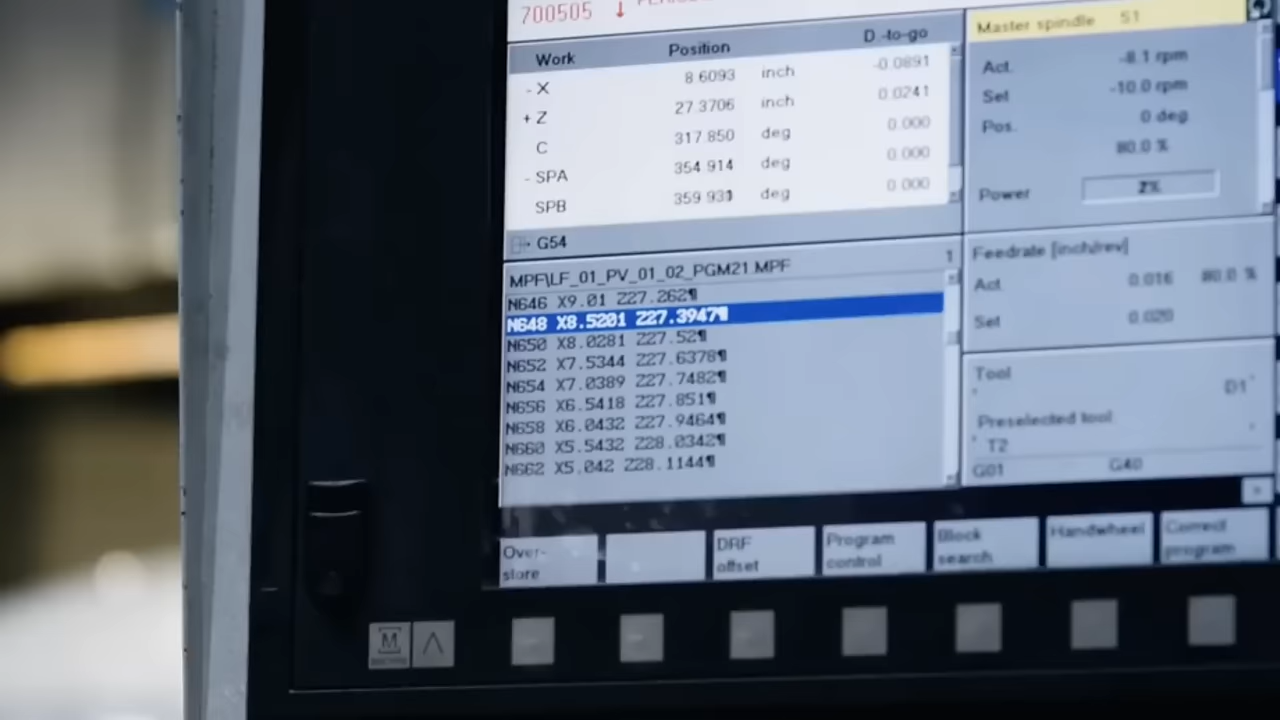 700505 ↓
Work Position D -to-go
- X 8.6093 inch -0.0891
+ Z 27.3706 inch 0.0241
C 317.850 deg 0.000
- SPA 354.914 deg 0.000
SPB 359.931 deg 0.000
G54
MPF\LF_01_PV_01_02_PGM21.MPF 1
N646 X9.01 Z27.262¶
N648 X8.5201 Z27.3947¶
N650 X8.0281 Z27.52¶
N652 X7.5344 Z27.6378¶
N654 X7.0389 Z27.7482¶
N656 X6.5418 Z27.851¶
N658 X6.0432 Z27.9464¶
N660 X5.5432 Z28.0342¶
N662 X5.042 Z28.1144¶
Master spindle S1
Act. -8.1 rpm
Set -10.0 rpm
Pos. 0 deg
80.0 %
Power 2%
Feedrate [inch/rev]
Act. 0.016 80.0 %
Set 0.020
Tool
D1
Preselected tool
T2
G01 G40
Over-
store
DRF
offset
Program
control
Block
search
Handwheel
Correct
program
M